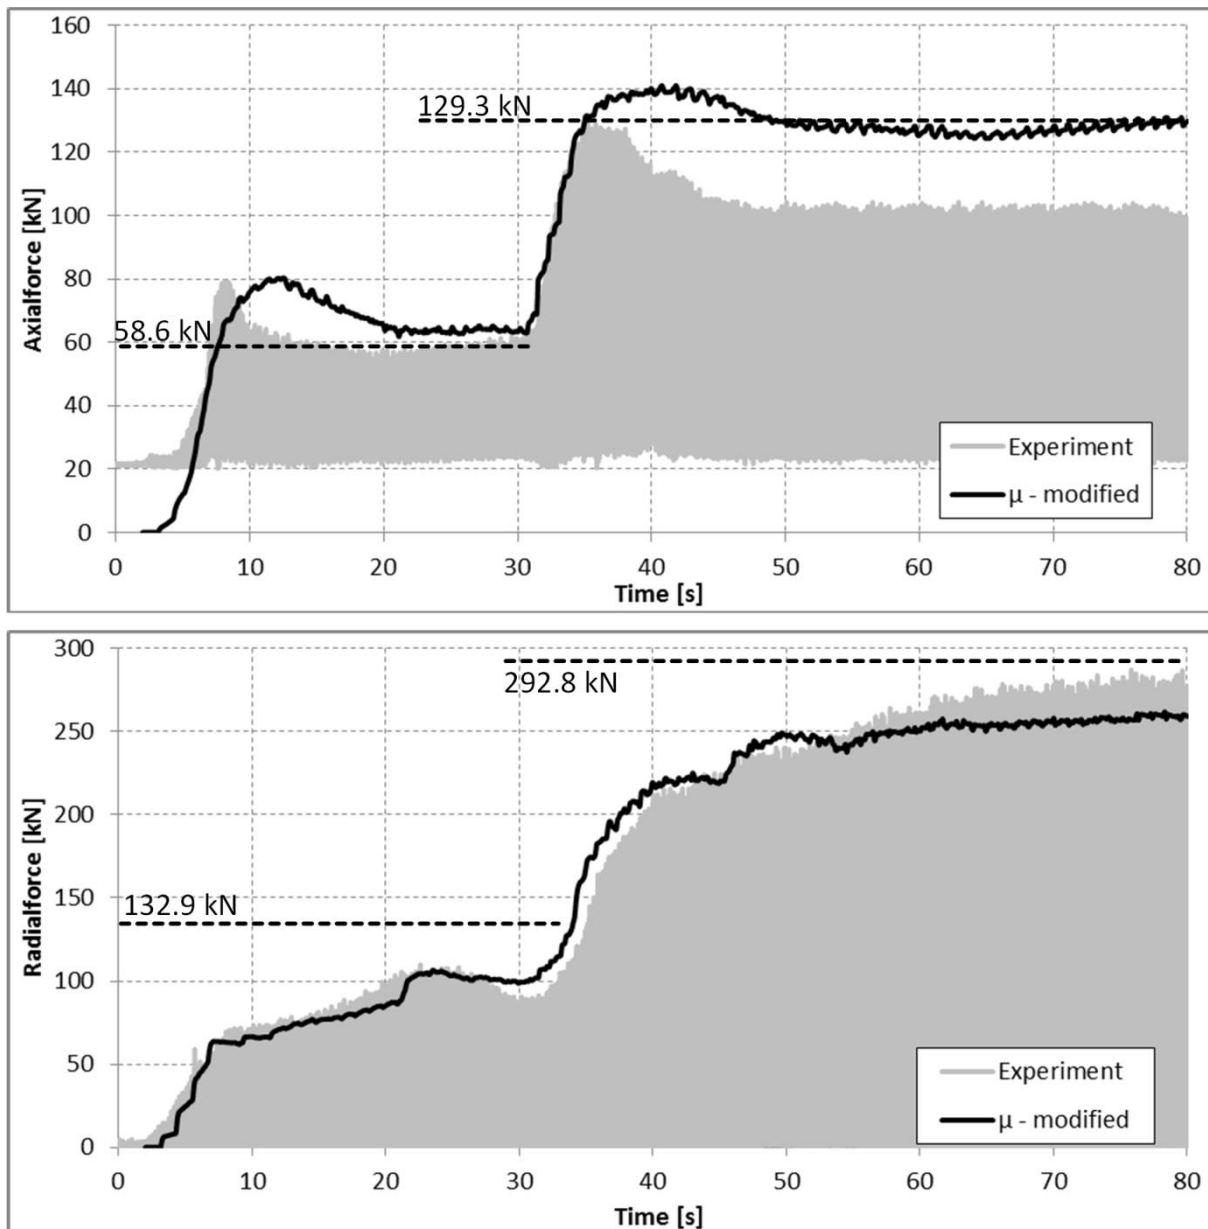 160
140
129.3 kN
120
100
80
58.6 kN
60
40
20
0
Axialforce [kN]
Experiment
μ - modified
0 10 20 30 40 50 60 70 80
Time [s]
300
292.8 kN
250
200
150
132.9 kN
100
50
0
Radialforce [kN]
Experiment
μ - modified
0 10 20 30 40 50 60 70 80
Time [s]